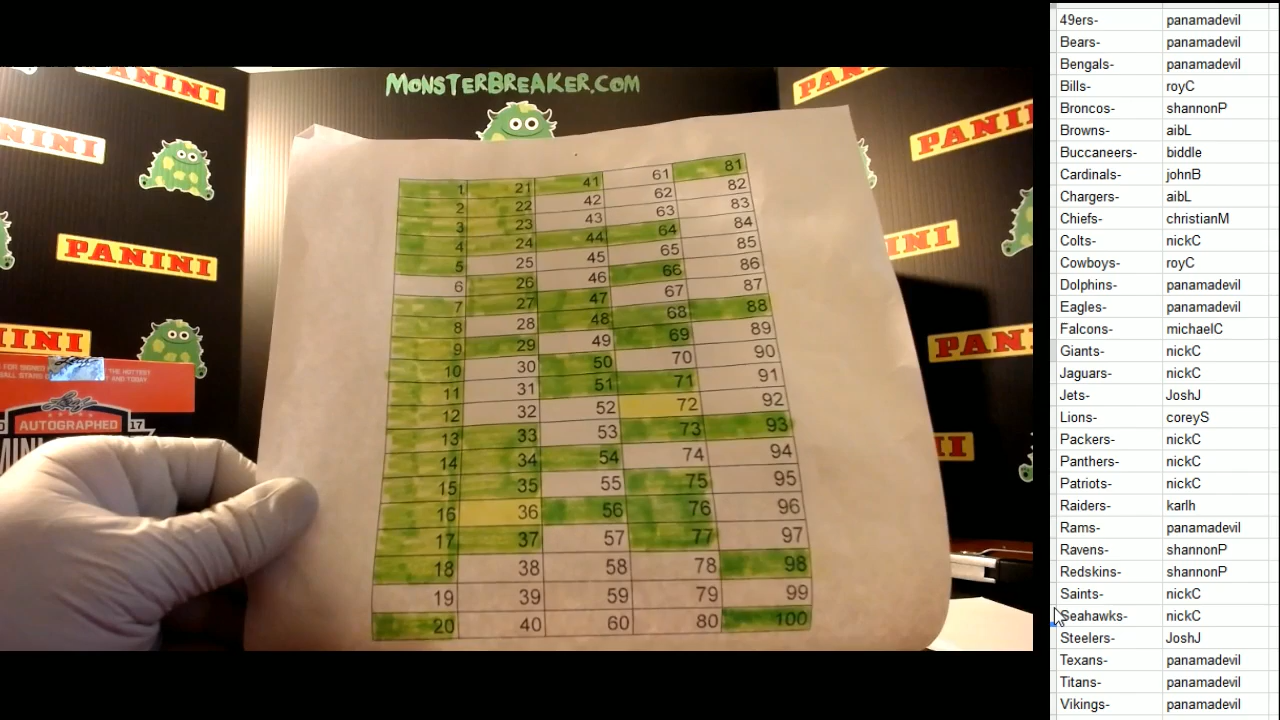 MONSTERBREAKER.COM
PANINI
PANINI
PANINI
PANINI
PANINI
PANINI
AUTOGRAPHED
17
1 21 41 61 81
2 22 42 62 82
3 23 43 63 83
4 24 44 64 84
5 25 45 65 85
6 26 46 66 86
7 27 47 67 87
8 28 48 68 88
9 29 49 69 89
10 30 50 70 90
11 31 51 71 91
12 32 52 72 92
13 33 53 73 93
14 34 54 74 94
15 35 55 75 95
16 36 56 76 96
17 37 57 77 97
18 38 58 78 98
19 39 59 79 99
20 40 60 80 100
49ers- panamadevil
Bears- panamadevil
Bengals- panamadevil
Bills- royC
Broncos- shannonP
Browns- aibL
Buccaneers- biddle
Cardinals- johnB
Chargers- aibL
Chiefs- christianM
Colts- nickC
Cowboys- royC
Dolphins- panamadevil
Eagles- panamadevil
Falcons- michaelC
Giants- nickC
Jaguars- nickC
Jets- JoshJ
Lions- coreyS
Packers- nickC
Panthers- nickC
Patriots- nickC
Raiders- karlh
Rams- panamadevil
Ravens- shannonP
Redskins- shannonP
Saints- nickC
Seahawks- nickC
Steelers- JoshJ
Texans- panamadevil
Titans- panamadevil
Vikings- panamadevil